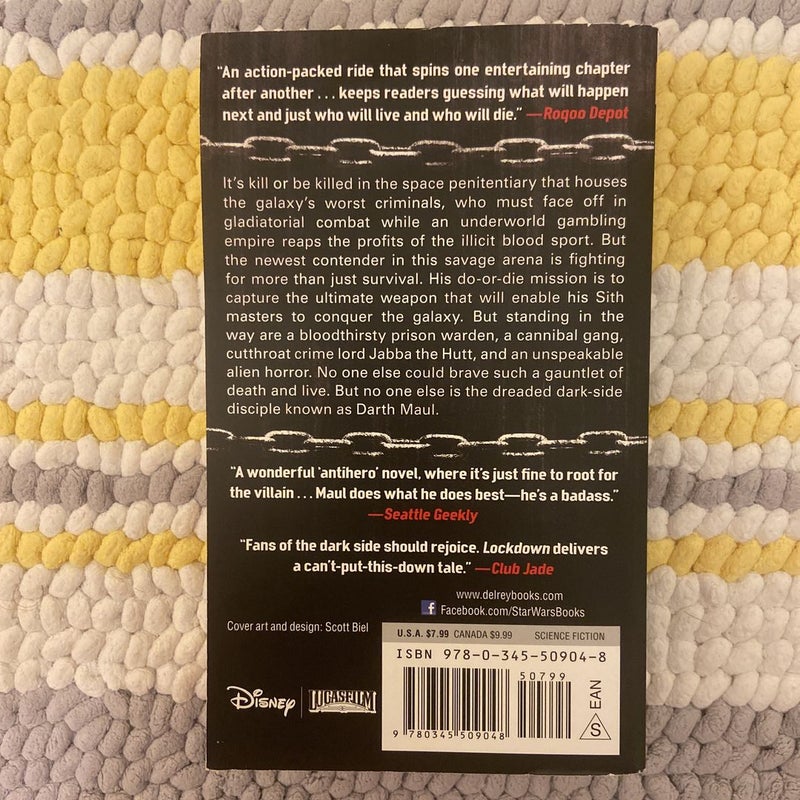 "An action-packed ride that spins one entertaining chapter
after another . . . keeps readers guessing what will happen
next and just who will live and who will die." —Roqoo Depot
It's kill or be killed in the space penitentiary that houses
the galaxy's worst criminals, who must face off in
gladiatorial combat while an underworld gambling
empire reaps the profits of the illicit blood sport. But
the newest contender in this savage arena is fighting
for more than just survival. His do-or-die mission is to
capture the ultimate weapon that will enable his Sith
masters to conquer the galaxy. But standing in the
way are a bloodthirsty prison warden, a cannibal gang,
cutthroat crime lord Jabba the Hutt, and an unspeakable
alien horror. No one else could brave such a gauntlet of
death and live. But no one else is the dreaded dark-side
disciple known as Darth Maul.
"A wonderful 'antihero' novel, where it's just fine to root for
the villain . . . Maul does what he does best—he's a badass."
—Seattle Geekly
"Fans of the dark side should rejoice. Lockdown delivers
a can't-put-this-down tale." —Club Jade
www.delreybooks.com
f Facebook.com/StarWarsBooks
Cover art and design: Scott Biel
U.S.A. $7.99 CANADA $9.99 SCIENCE FICTION
ISBN 978-0-345-50904-8
50799
9 780345 509048
S EAN
Disney LUCASFILM